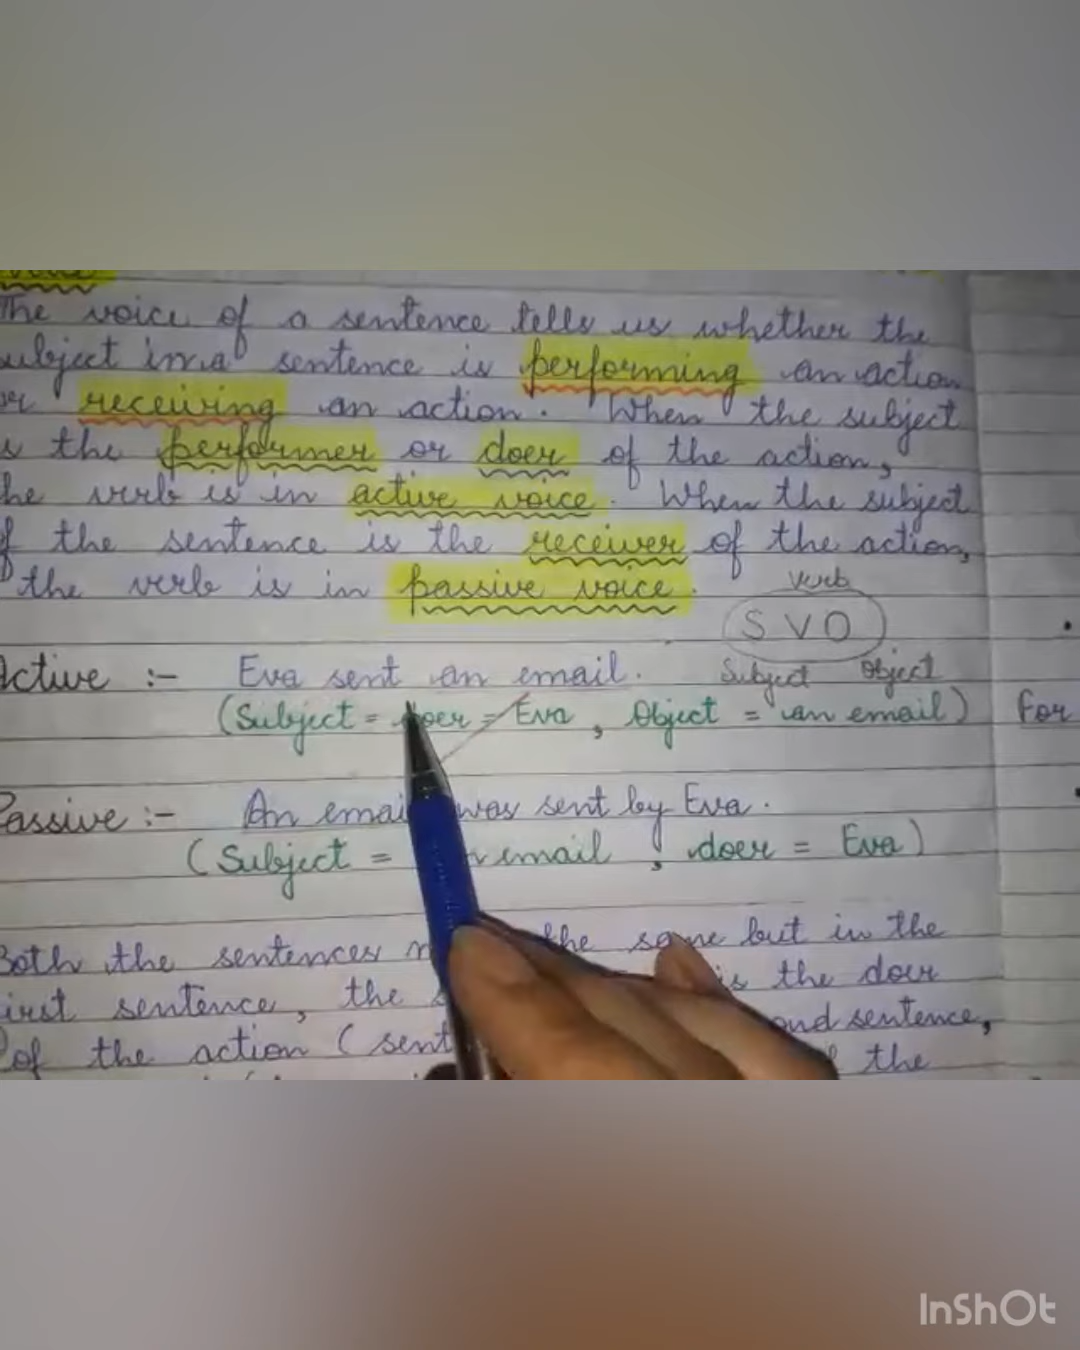 The voice of a sentence tells us whether the
ubject in a sentence is performing an action
or receiving an action. When the subject
s the performer or doer of the action,
he verb is in active voice. When the subject
f the sentence is the receiver of the action,
the verb is in passive voice.
verb
S V O
Active :- Eva sent an email. Subject Object
(Subject = doer = Eva, Object = an email) For
Passive :- An email was sent by Eva.
(Subject = email, doer = Eva)
Both the sentences the same but in the
irst sentence, the is the doer
of the action (sent ond sentence,
the
InShOt